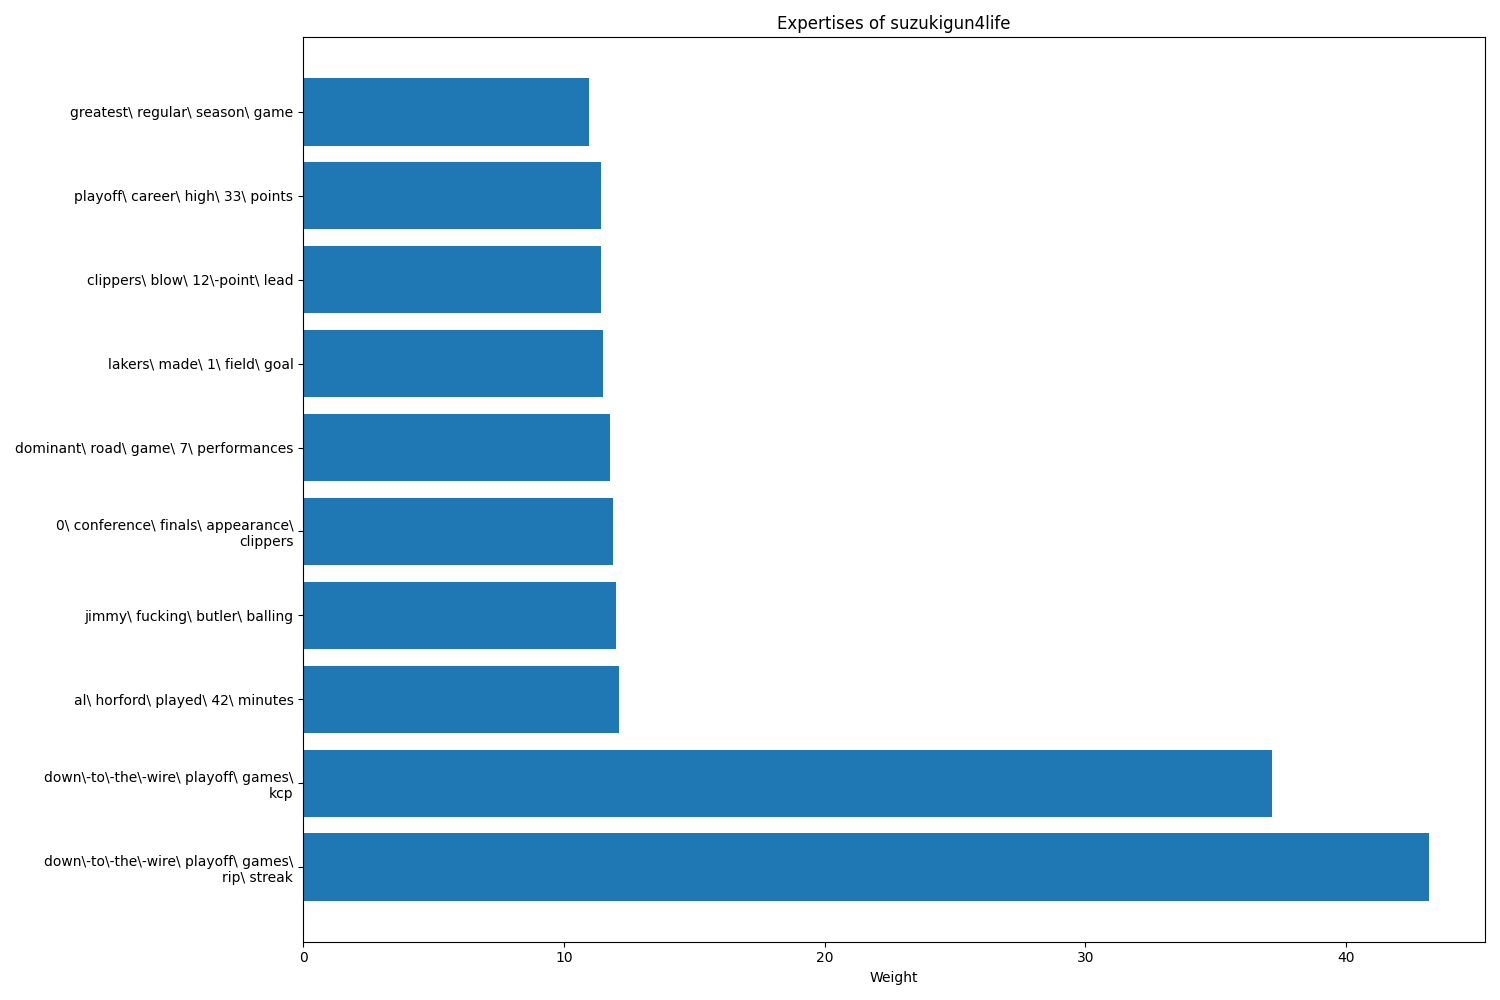 Expertises of suzukigun4life
greatest\ regular\ season\ game
playoff\ career\ high\ 33\ points
clippers\ blow\ 12\-point\ lead
lakers\ made\ 1\ field\ goal
dominant\ road\ game\ 7\ performances
0\ conference\ finals\ appearance\
clippers
jimmy\ fucking\ butler\ balling
al\ horford\ played\ 42\ minutes
down\-to\-the\-wire\ playoff\ games\
kcp
down\-to\-the\-wire\ playoff\ games\
rip\ streak
0 10 20 30 40
Weight